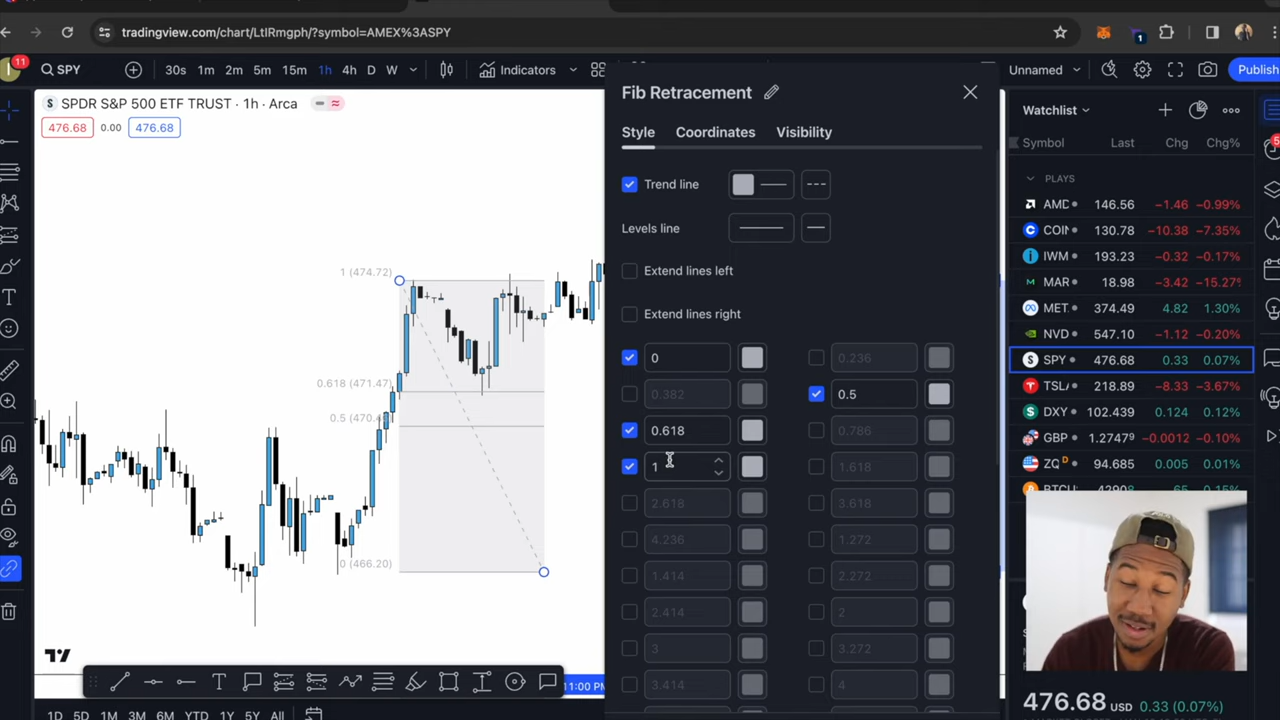 tradingview.com/chart/LtlRmgph/?symbol=AMEX%3ASPY
1
11
SPY
30s 1m 2m 5m 15m 1h 4h D W
Indicators
Unnamed
Publish
SPDR S&P 500 ETF TRUST · 1h · Arca
476.68 0.00 476.68
1 (474.72)
0.618 (471.47)
0 (466.20)
11:00 PM
1D 5D 1M 3M 6M YTD 1Y 5Y All
Fib Retracement
Style Coordinates Visibility
Trend line
Levels line
Extend lines left
Extend lines right
0 0.236
0.382 0.5
0.618 0.786
1 1.618
2.618 3.618
4.236 1.272
1.414 2.272
2.414 2
3 3.272
3.414 4
Watchlist
Symbol Last Chg Chg%
PLAYS
AMD 146.56 −1.46 −0.99%
COIN 130.78 −10.38 −7.35%
IWM 193.23 −0.32 −0.17%
MAR 18.98 −3.42 −15.27%
MET 374.49 4.82 1.30%
NVD 547.10 −1.12 −0.20%
SPY 476.68 0.33 0.07%
TSL 218.89 −8.33 −3.67%
DXY 102.439 0.124 0.12%
GBP 1.27479 −0.0012 −0.10%
ZQ D 94.685 0.005 0.01%
476.68 USD 0.33 (0.07%)